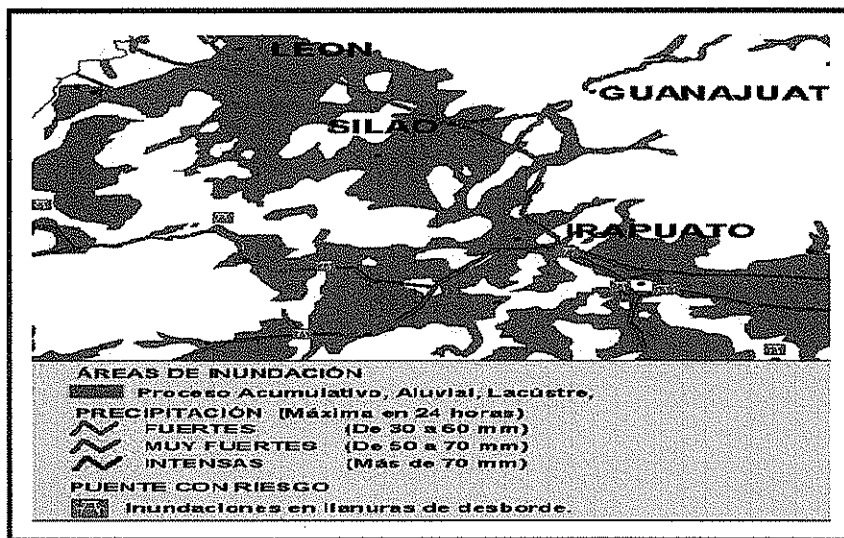 LEON
GUANAJUAT
SILAO
IRAPUATO
ÁREAS DE INUNDACIÓN
Proceso Acumulativo, Aluvial, Lacústre,
PRECIPITACIÓN (Máxima en 24 horas)
FUERTES (De 30 a 60 mm)
MUY FUERTES (De 50 a 70 mm)
INTENSAS (Más de 70 mm)
PUENTE CON RIESGO
Inundaciones en llanuras de desborde.